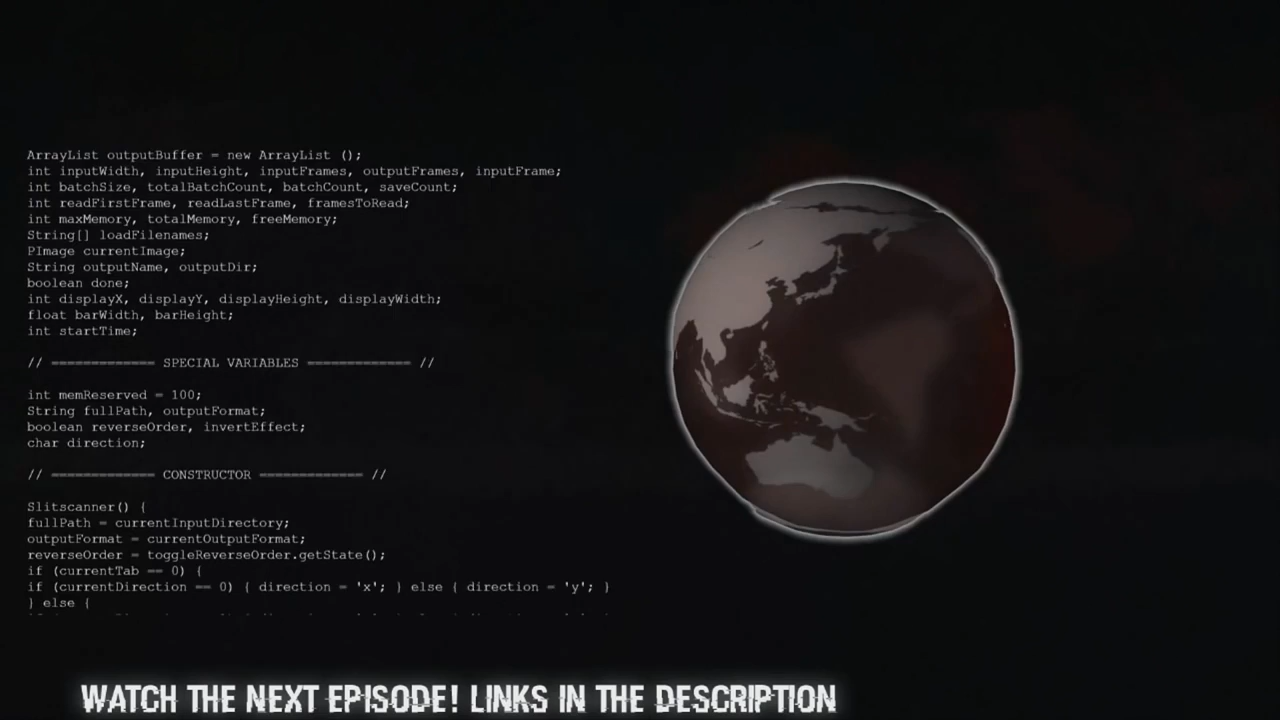 ArrayList outputBuffer = new ArrayList ();
int inputWidth, inputHeight, inputFrames, outputFrames, inputFrame;
int batchSize, totalBatchCount, batchCount, saveCount;
int readFirstFrame, readLastFrame, framesToRead;
int maxMemory, totalMemory, freeMemory;
String[] loadFilenames;
PImage currentImage;
String outputName, outputDir;
boolean done;
int displayX, displayY, displayHeight, displayWidth;
float barWidth, barHeight;
int startTime;
// ============= SPECIAL VARIABLES ============= //
int memReserved = 100;
String fullPath, outputFormat;
boolean reverseOrder, invertEffect;
char direction;
// ============= CONSTRUCTOR ============= //
Slitscanner() {
fullPath = currentInputDirectory;
outputFormat = currentOutputFormat;
reverseOrder = toggleReverseOrder.getState();
if (currentTab == 0) {
if (currentDirection == 0) { direction = 'x'; } else { direction = 'y'; }
} else {
WATCH THE NEXT EPISODE! LINKS IN THE DESCRIPTION